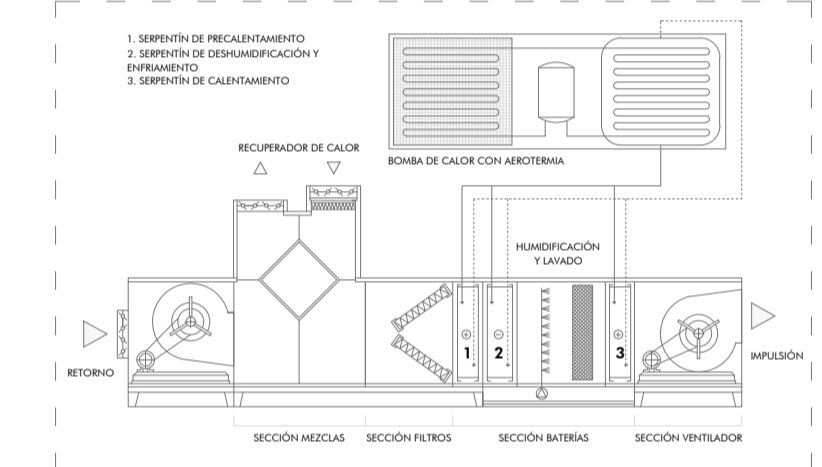 1. SERPENTÍN DE PRECALENTAMIENTO
2. SERPENTÍN DE DESHUMIDIFICACIÓN Y
ENFRIAMIENTO
3. SERPENTÍN DE CALENTAMIENTO
RECUPERADOR DE CALOR
BOMBA DE CALOR CON AEROTERMIA
HUMIDIFICACIÓN
Y LAVADO
1
2
3
RETORNO
IMPULSIÓN
SECCIÓN MEZCLAS
SECCIÓN FILTROS
SECCIÓN BATERÍAS
SECCIÓN VENTILADOR